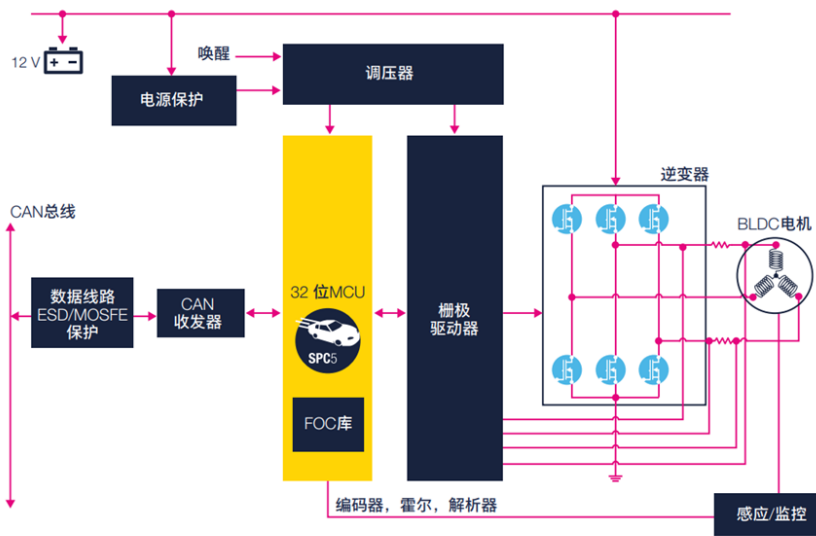 12 V
+ -
唤醒
调压器
电源保护
逆变器
CAN总线
BLDC电机
数据线路
ESD/MOSFE
保护
CAN
收发器
32 位MCU
SPC5
FOC库
栅极
驱动器
编码器，霍尔，解析器
感应/监控